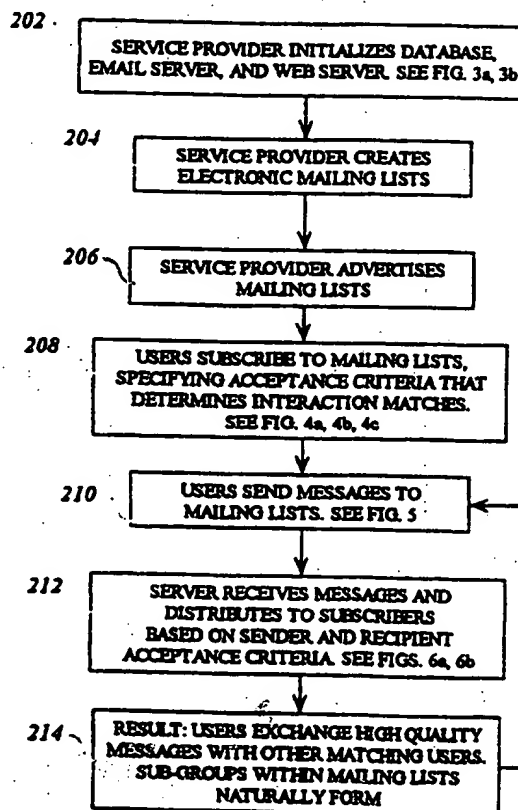 202
SERVICE PROVIDER INITIALIZES DATABASE,
EMAIL SERVER, AND WEB SERVER. SEE FIG. 3a, 3b
204
SERVICE PROVIDER CREATES
ELECTRONIC MAILING LISTS
206
SERVICE PROVIDER ADVERTISES
MAILING LISTS
208
USERS SUBSCRIBE TO MAILING LISTS,
SPECIFYING ACCEPTANCE CRITERIA THAT
DETERMINES INTERACTION MATCHES.
SEE FIG. 4a, 4b, 4c
210
USERS SEND MESSAGES TO
MAILING LISTS. SEE FIG. 5
212
SERVER RECEIVES MESSAGES AND
DISTRIBUTES TO SUBSCRIBERS
BASED ON SENDER AND RECIPIENT
ACCEPTANCE CRITERIA. SEE FIGS. 6a, 6b
214
RESULT: USERS EXCHANGE HIGH QUALITY
MESSAGES WITH OTHER MATCHING USERS.
SUB-GROUPS WITHIN MAILING LISTS
NATURALLY FORM